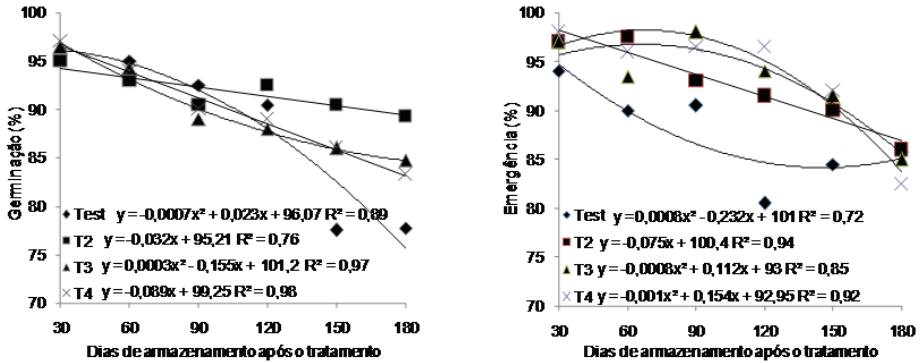 100
95
90
85
80
75
70
Germinação (%)
Test y = -0,0007x² + 0,023x + 96,07 R² = 0,89
T2 y = -0,032x + 95,21 R² = 0,76
T3 y = 0,0003x² - 0,155x + 101,2 R² = 0,97
T4 y = -0,089x + 99,25 R² = 0,98
30 60 90 120 150 180
Dias de armazenamento após o tratamento
100
95
90
85
80
75
70
Emergência (%)
Test y = 0,0008x² - 0,232x + 101 R² = 0,72
T2 y = -0,075x + 100,4 R² = 0,94
T3 y = -0,0008x² + 0,112x + 93 R² = 0,85
T4 y = -0,001x² + 0,154x + 92,95 R² = 0,92
30 60 90 120 150 180
Dias de armazenamento após o tratamento